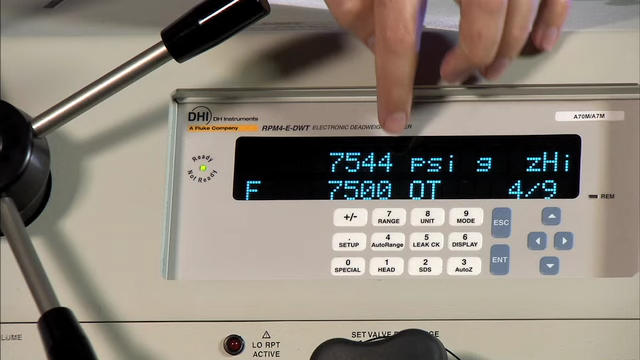 DHI DH Instruments
A Fluke Company RPM4-E-DWT ELECTRONIC DEADWEIGHT
A70M/A7M
Ready
Not Ready
7544 psi g zHi
F 7500 OT 4/9
REM
+/- 7 RANGE 8 UNIT 9 MODE ESC
. SETUP 4 AutoRange 5 LEAK CK 6 DISPLAY
0 SPECIAL 1 HEAD 2 SDS 3 AutoZ ENT
LO RPT
ACTIVE
SET VALVE